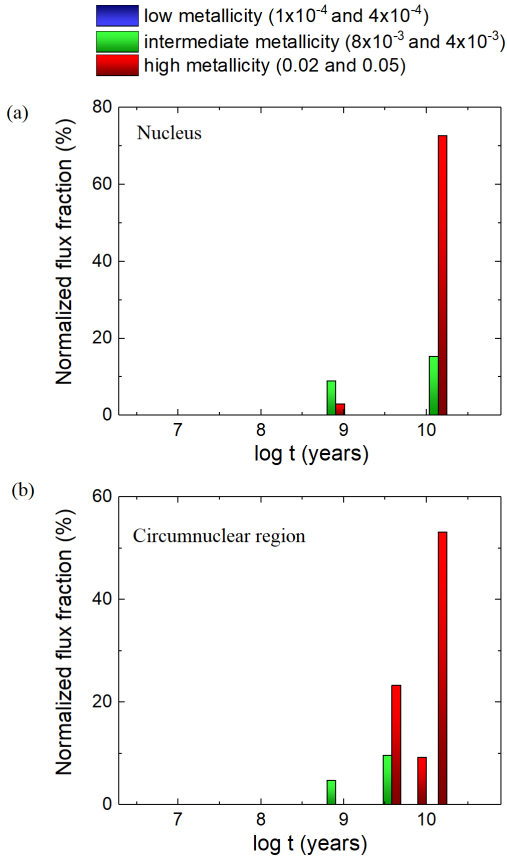 low metallicity (1x10⁻⁴ and 4x10⁻⁴)
intermediate metallicity (8x10⁻³ and 4x10⁻³)
high metallicity (0.02 and 0.05)
(a)
Nucleus
Normalized flux fraction (%)
80
60
40
20
0
7 8 9 10
log t (years)
(b)
Circumnuclear region
Normalized flux fraction (%)
60
40
20
0
7 8 9 10
log t (years)